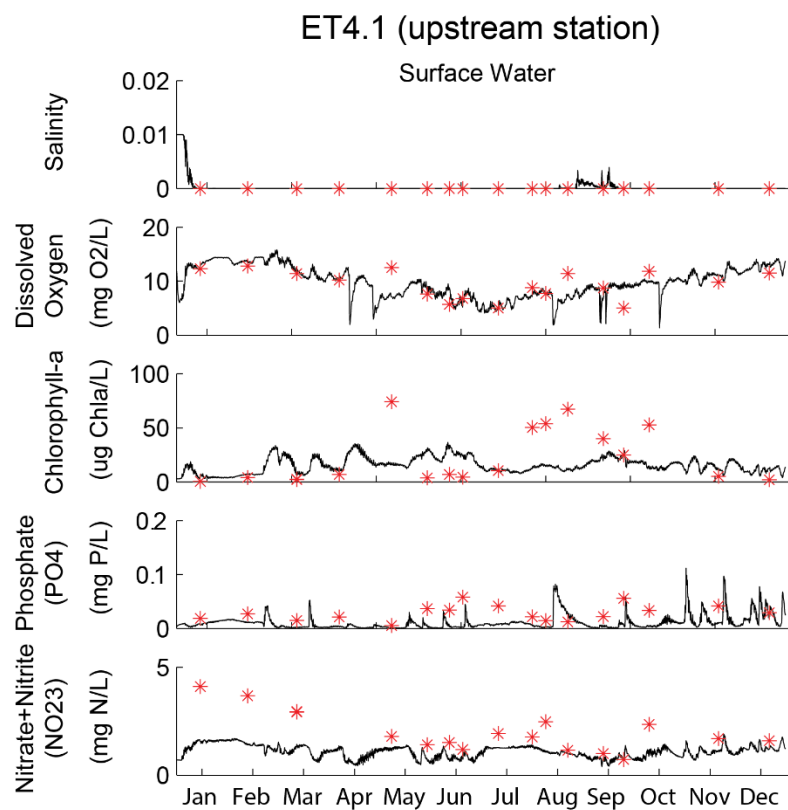 ET4.1 (upstream station)
Surface Water
Salinity
0.02
0.01
0
Dissolved
Oxygen
(mg O2/L)
20
10
0
Chlorophyll-a
(ug Chla/L)
100
50
0
Phosphate
(PO4)
(mg P/L)
0.2
0.1
0
Nitrate+Nitrite
(NO23)
(mg N/L)
5
0
Jan Feb Mar Apr May Jun Jul Aug Sep Oct Nov Dec